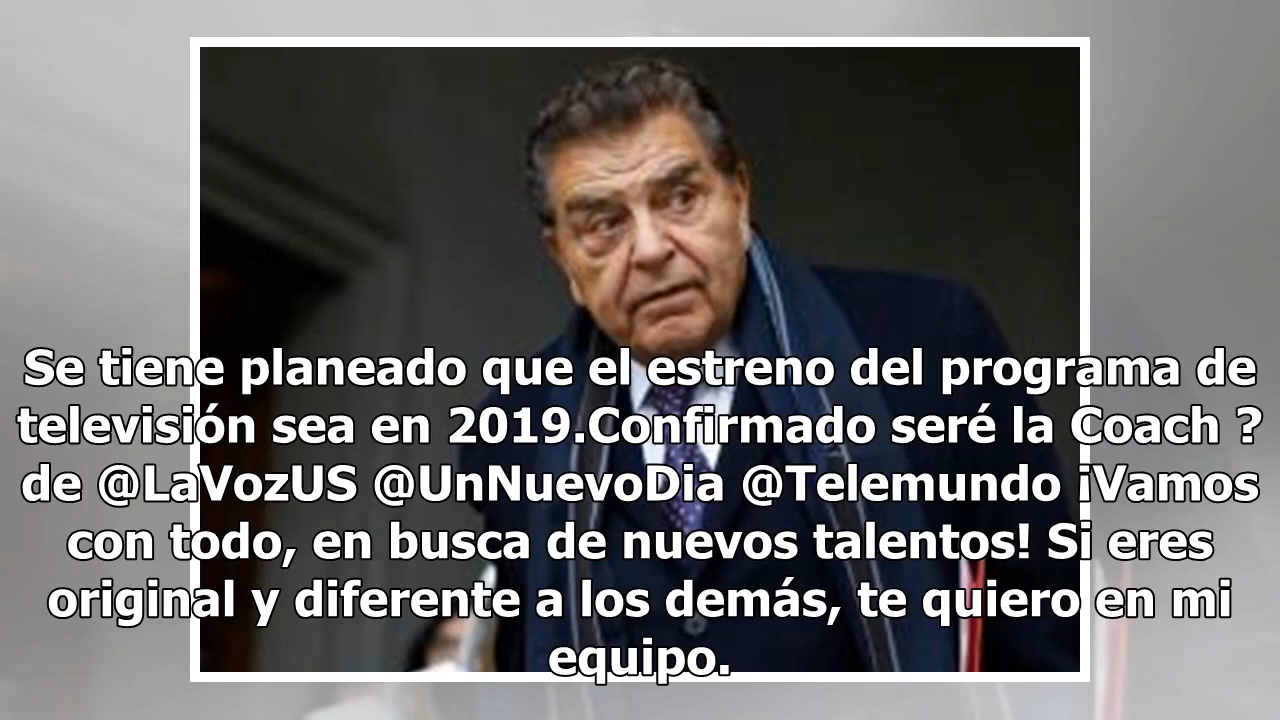 Se tiene planeado que el estreno del programa de
televisión sea en 2019.Confirmado seré la Coach ?
de @LaVozUS @UnNuevoDia @Telemundo ¡Vamos
con todo, en busca de nuevos talentos! Si eres
original y diferente a los demás, te quiero en mi
equipo.